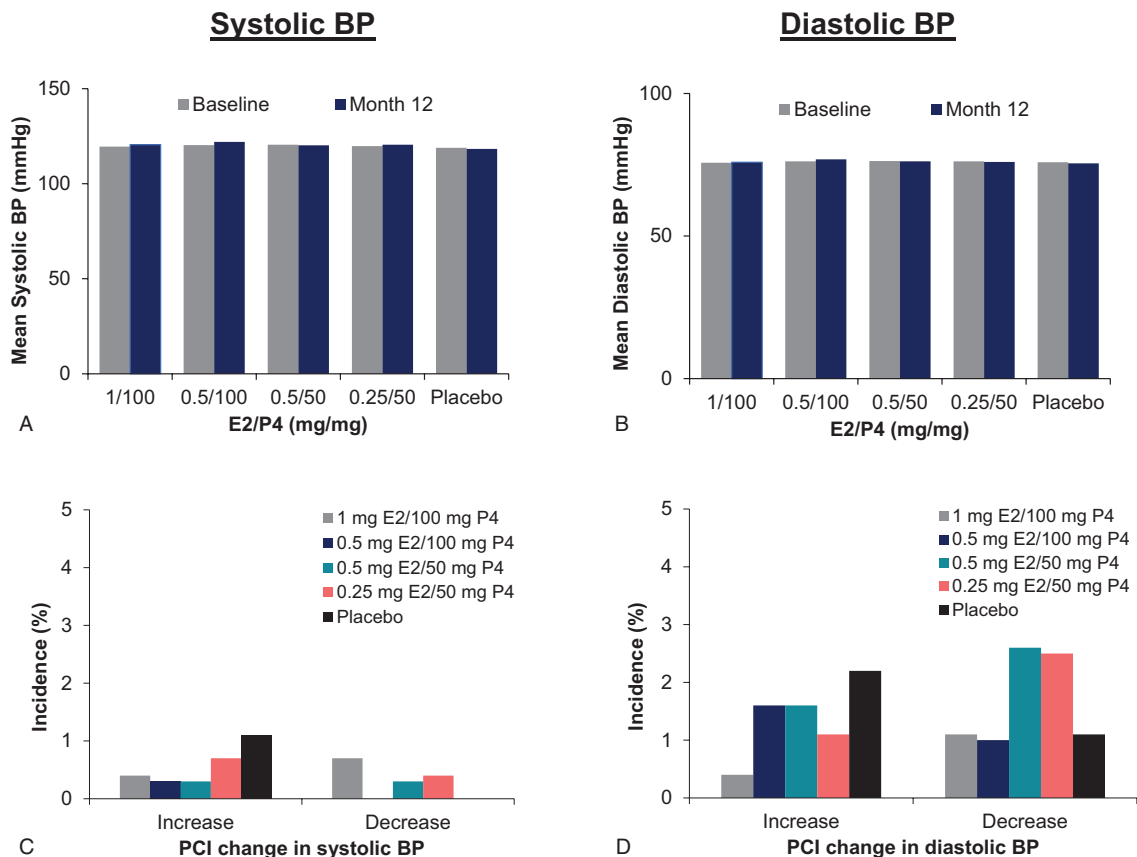 Systolic BP
Diastolic BP
150
100
50
0
Mean Systolic BP (mmHg)
Baseline
Month 12
1/100
0.5/100
0.5/50
0.25/50
Placebo
E2/P4 (mg/mg)
A
100
50
0
Mean Diastolic BP (mmHg)
Baseline
Month 12
1/100
0.5/100
0.5/50
0.25/50
Placebo
E2/P4 (mg/mg)
B
5
4
3
2
1
0
Incidence (%)
1 mg E2/100 mg P4
0.5 mg E2/100 mg P4
0.5 mg E2/50 mg P4
0.25 mg E2/50 mg P4
Placebo
Increase
Decrease
PCI change in systolic BP
C
5
4
3
2
1
0
Incidence (%)
1 mg E2/100 mg P4
0.5 mg E2/100 mg P4
0.5 mg E2/50 mg P4
0.25 mg E2/50 mg P4
Placebo
Increase
Decrease
PCI change in diastolic BP
D